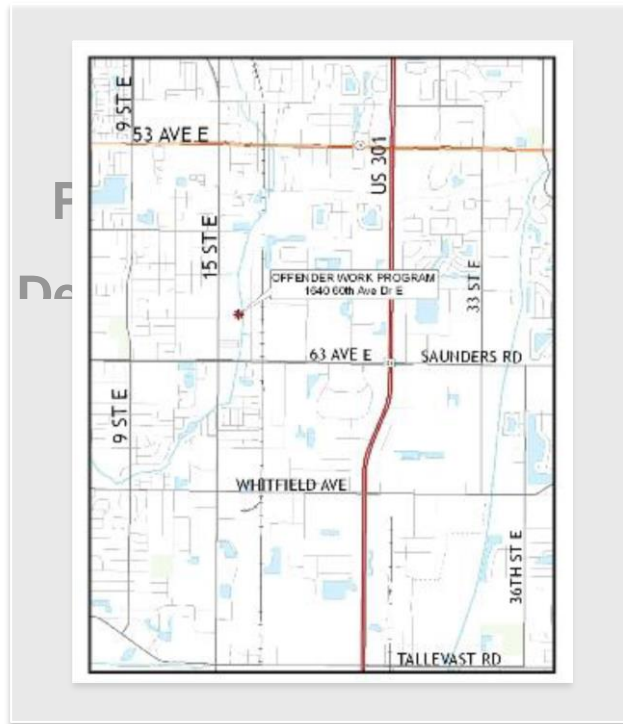 9 ST E
53 AVE E
US 301
15 ST E
OFFENDER WORK PROGRAM
1640 60th Ave Dr E
33 ST E
63 AVE E
SAUNDERS RD
9 ST E
WHITFIELD AVE
36TH ST E
TALLEVAST RD